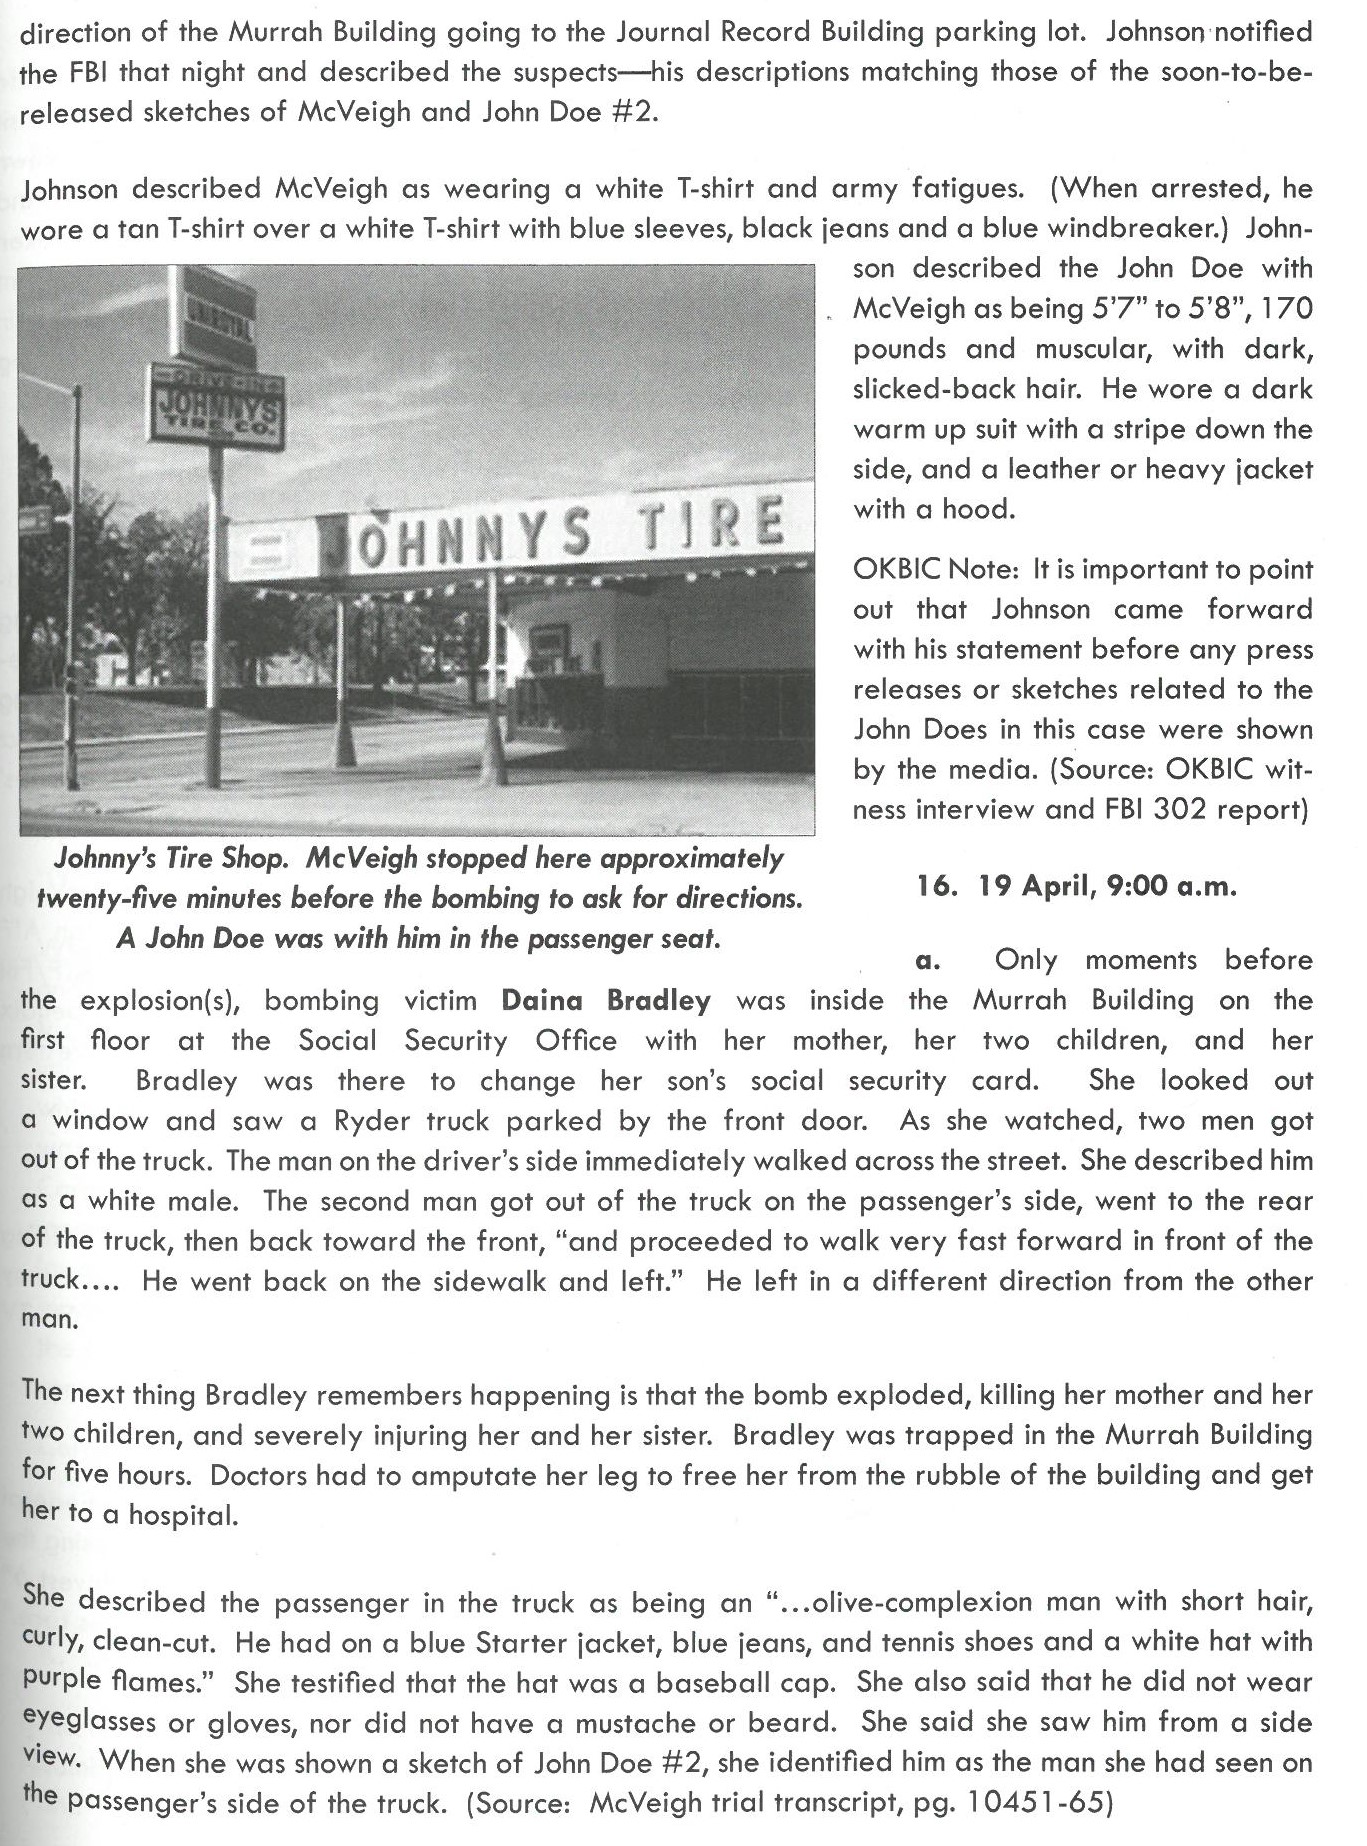 direction of the Murrah Building going to the Journal Record Building parking lot. Johnson notified
the FBI that night and described the suspects—his descriptions matching those of the soon-to-be-
released sketches of McVeigh and John Doe #2.
Johnson described McVeigh as wearing a white T-shirt and army fatigues. (When arrested, he
wore a tan T-shirt over a white T-shirt with blue sleeves, black jeans and a blue windbreaker.) John-
son described the John Doe with
McVeigh as being 5'7" to 5'8", 170
pounds and muscular, with dark,
slicked-back hair. He wore a dark
warm up suit with a stripe down the
side, and a leather or heavy jacket
with a hood.
OKBIC Note: It is important to point
out that Johnson came forward
with his statement before any press
releases or sketches related to the
John Does in this case were shown
by the media. (Source: OKBIC wit-
ness interview and FBI 302 report)
DRIVE-IN
JOHNNYS
TIRE CO.
JOHNNYS TIRE
Johnny's Tire Shop. McVeigh stopped here approximately
twenty-five minutes before the bombing to ask for directions.
A John Doe was with him in the passenger seat.
16. 19 April, 9:00 a.m.
a. Only moments before
the explosion(s), bombing victim Daina Bradley was inside the Murrah Building on the
first floor at the Social Security Office with her mother, her two children, and her
sister. Bradley was there to change her son's social security card. She looked out
a window and saw a Ryder truck parked by the front door. As she watched, two men got
out of the truck. The man on the driver's side immediately walked across the street. She described him
as a white male. The second man got out of the truck on the passenger's side, went to the rear
of the truck, then back toward the front, "and proceeded to walk very fast forward in front of the
truck.... He went back on the sidewalk and left." He left in a different direction from the other
man.
The next thing Bradley remembers happening is that the bomb exploded, killing her mother and her
two children, and severely injuring her and her sister. Bradley was trapped in the Murrah Building
for five hours. Doctors had to amputate her leg to free her from the rubble of the building and get
her to a hospital.
She described the passenger in the truck as being an "...olive-complexion man with short hair,
curly, clean-cut. He had on a blue Starter jacket, blue jeans, and tennis shoes and a white hat with
purple flames." She testified that the hat was a baseball cap. She also said that he did not wear
eyeglasses or gloves, nor did not have a mustache or beard. She said she saw him from a side
view. When she was shown a sketch of John Doe #2, she identified him as the man she had seen on
the passenger's side of the truck. (Source: McVeigh trial transcript, pg. 10451-65)